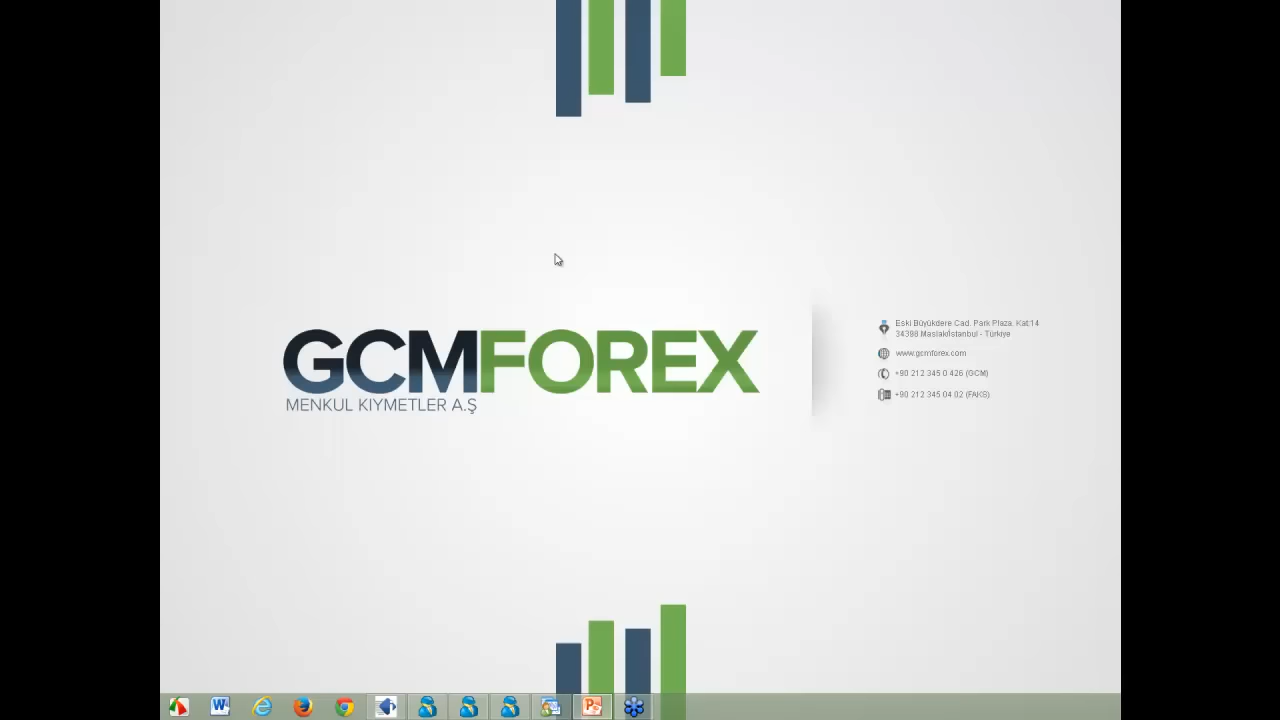 GCMFOREX
MENKUL KIYMETLER A.Ş
Eski Büyükdere Cad. Park Plaza. Kat:14
34398 Maslak/İstanbul - Türkiye
www.gcmforex.com
+90 212 345 0 426 (GCM)
+90 212 345 04 02 (FAKS)